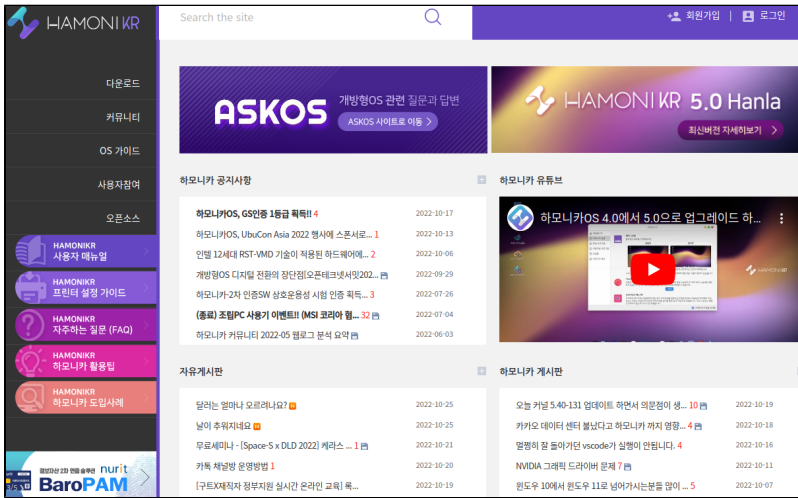 HAMONIKR
Search the site
회원가입 | 로그인
다운로드
커뮤니티
OS 가이드
사용자참여
오픈소스
HAMONIKR
사용자 매뉴얼
HAMONIKR
프린터 설정 가이드
HAMONIKR
자주하는 질문 (FAQ)
HAMONIKR
하모니카 활용팁
HAMONIKR
하모니카 도입사례
정보자산 2차 인증 솔루션 nurit
BaroPAM
3/5
ASKOS
개방형OS 관련 질문과 답변
ASKOS 사이트로 이동 >
HAMONIKR 5.0 Hanla
최신버전 자세히보기 >
하모니카 공지사항
하모니카OS, GS인증 1등급 획득!! 4 2022-10-17
하모니카OS, UbuCon Asia 2022 행사에 스폰서로... 1 2022-10-13
인텔 12세대 RST-VMD 기술이 적용된 하드웨어에... 2 2022-10-06
개방형OS 디지털 전환의 장단점[오픈테크넷서밋202... 2022-09-29
하모니카-2차 인증SW 상호운용성 시험 인증 획득... 3 2022-07-26
(종료) 조립PC 사용기 이벤트!! (MSI 코리아 협... 32 2022-07-04
하모니카 커뮤니티 2022-05 웹로그 분석 요약 2022-06-03
하모니카 유튜브
하모니카OS 4.0에서 5.0으로 업그레이드 하...
HAMONIKR
자유게시판
달러는 얼마나 오르려나요? 2022-10-25
날이 추워지네요 2022-10-25
무료세미나 - [Space-S x DLD 2022] 케라스 ... 1 2022-10-21
카톡 채널방 운영방법 1 2022-10-20
[구트X재직자 정부지원 실시간 온라인 교육] 록... 2022-10-19
하모니카 게시판
오늘 커널 5.40-131 업데이트 하면서 의문점이 생... 10 2022-10-19
카카오 데이터 센터 불났다고 하모니카 까지 영향... 4 2022-10-18
멀쩡히 잘 돌아가던 vscode가 실행이 안됩니다. 4 2022-10-16
NVIDIA 그래픽 드라이버 문제 7 2022-10-11
윈도우 10에서 윈도우 11로 넘어가시는분들 많이 ... 5 2022-10-07